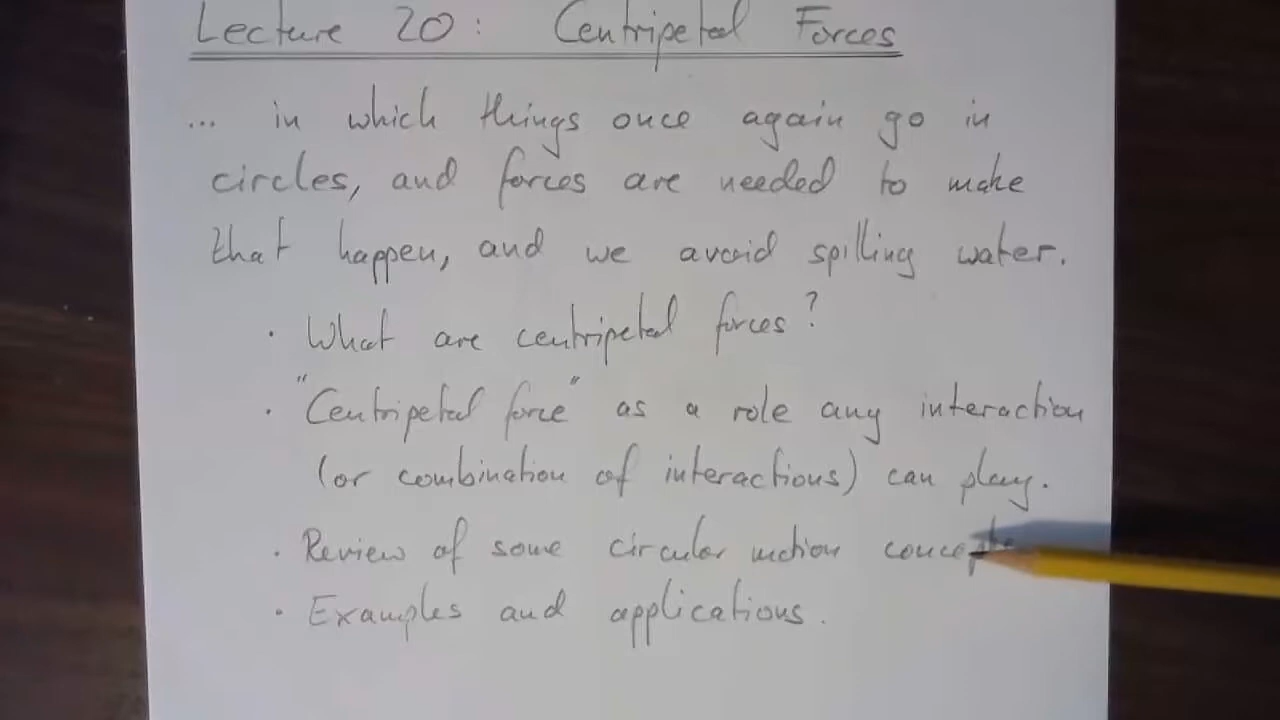 Lecture 20: Centripetal Forces
... in which things once again go in
circles, and forces are needed to make
that happen, and we avoid spilling water.
· What are centripetal forces?
· "Centripetal force" as a role any interaction
(or combination of interactions) can play.
· Review of some circular motion concepts
· Examples and applications.